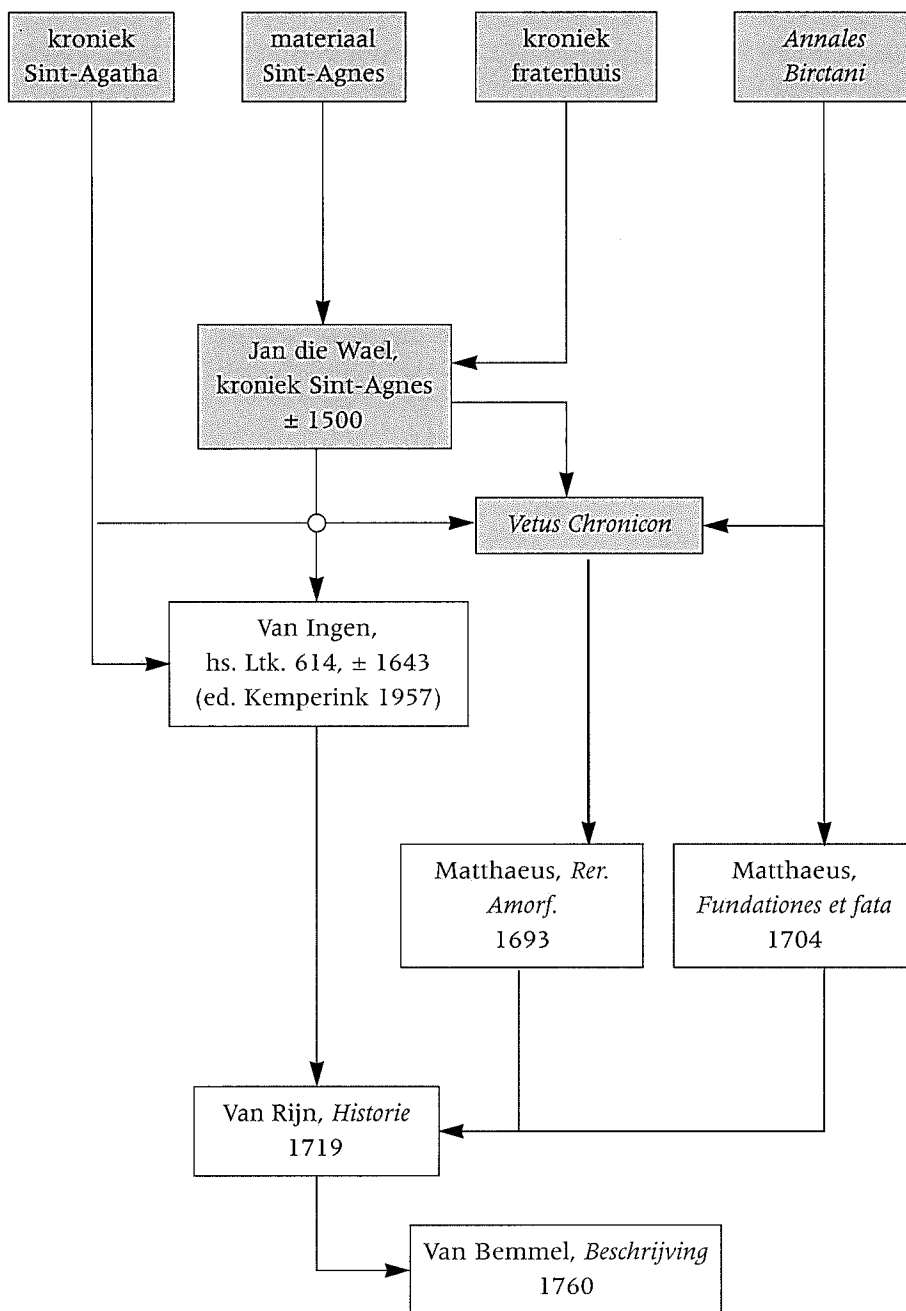 kroniek
Sint-Agatha
materiaal
Sint-Agnes
kroniek
fraterhuis
Annales
Birctani
Jan die Wael,
kroniek Sint-Agnes
± 1500
Vetus Chronicon
Van Ingen,
hs. Ltk. 614, ± 1643
(ed. Kemperink 1957)
Matthaeus, Rer.
Amorf.
1693
Matthaeus,
Fundationes et fata
1704
Van Rijn, Historie
1719
Van Bemmel, Beschrijving
1760